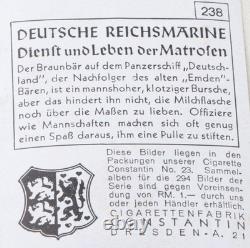 238
DEUTSCHE REICHSMARINE
Dienst und Leben der Matrosen
Der Braunbär auf dem Panzerschiff „Deutsch-
land", der Nachfolger des alten „Emden"
Bären, ist ein mannshoher, klotziger Bursche,
aber das hindert ihn nicht, die Milchflasche
noch über die Maßen zu lieben. Offiziere
wie Mannschaften machen sich oft genug
einen Spaß daraus, ihm eine Pulle zu stiften.
Diese Bilder liegen in den
Packungen unserer Cigarette
Constantin No. 23. Sammel-
alben für die 294 Bilder der
Serie sind gegen Voreinsen-
dung von RM. 1.— durch uns
oder den Handel erhältlich.
CIGARETTENFABRIK
CONSTANTIN
DRESDEN-A. 21